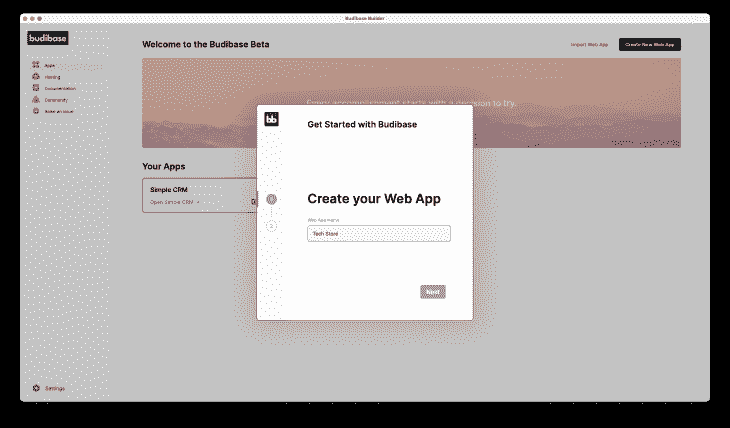 Budibase Builder
budibase
Apps
Hosting
Documentation
Community
Raise an issue
Settings
Welcome to the Budibase Beta
Import Web App
Create New Web App
Every accomplishment starts with a decision to try.
Your Apps
Simple CRM
Open Simple CRM
bb
Get Started with Budibase
1
2
Create your Web App
Web App Name
Tech Store
Next